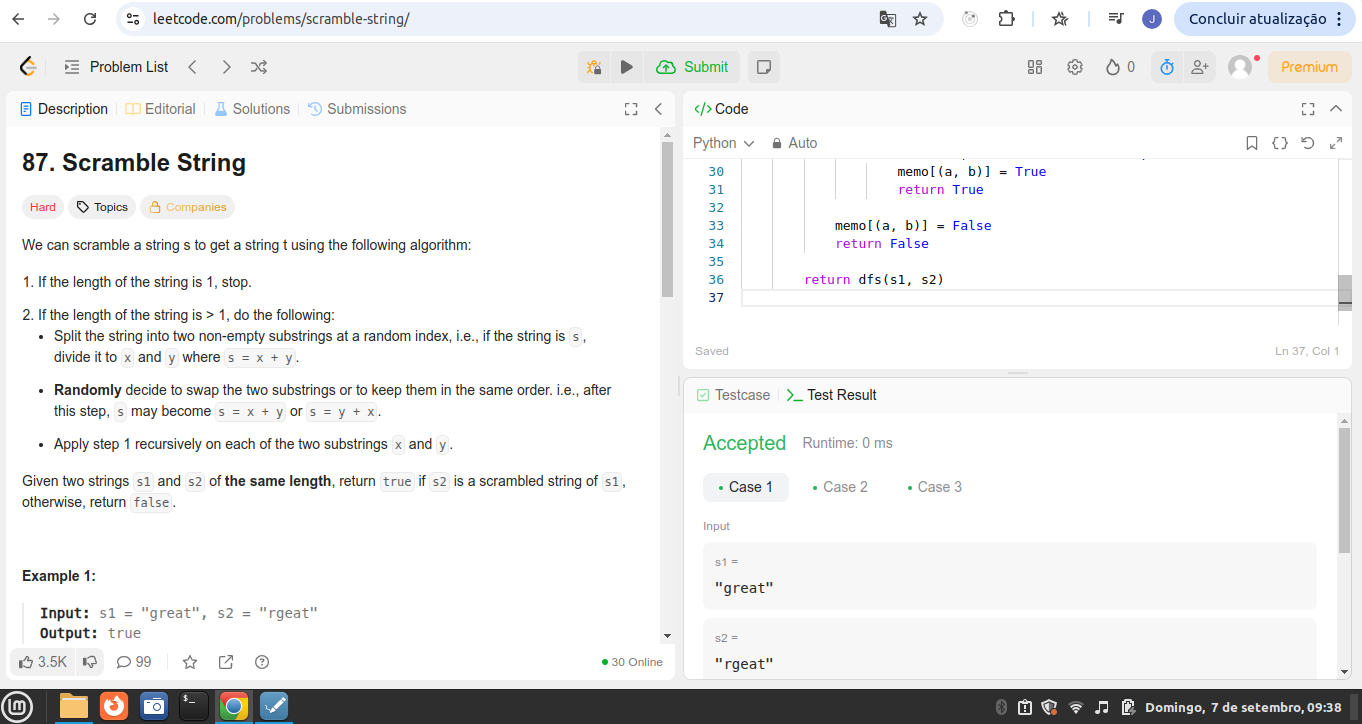 leetcode.com/problems/scramble-string/
J
Concluir atualização
Problem List
Submit
0
Premium
Description
Editorial
Solutions
Submissions
87. Scramble String
Hard
Topics
Companies
We can scramble a string s to get a string t using the following algorithm:
1. If the length of the string is 1, stop.
2. If the length of the string is > 1, do the following:
• Split the string into two non-empty substrings at a random index, i.e., if the string is s,
divide it to x and y where s = x + y.
• Randomly decide to swap the two substrings or to keep them in the same order. i.e., after
this step, s may become s = x + y or s = y + x.
• Apply step 1 recursively on each of the two substrings x and y.
Given two strings s1 and s2 of the same length, return true if s2 is a scrambled string of s1,
otherwise, return false.
Example 1:
Input: s1 = "great", s2 = "rgeat"
Output: true
3.5K
99
30 Online
</> Code
Python
Auto
30 memo[(a, b)] = True
31 return True
32
33 memo[(a, b)] = False
34 return False
35
36 return dfs(s1, s2)
37
Saved
Ln 37, Col 1
Testcase
Test Result
Accepted
Runtime: 0 ms
• Case 1
• Case 2
• Case 3
Input
s1 =
"great"
s2 =
"rgeat"
Domingo, 7 de setembro, 09:38